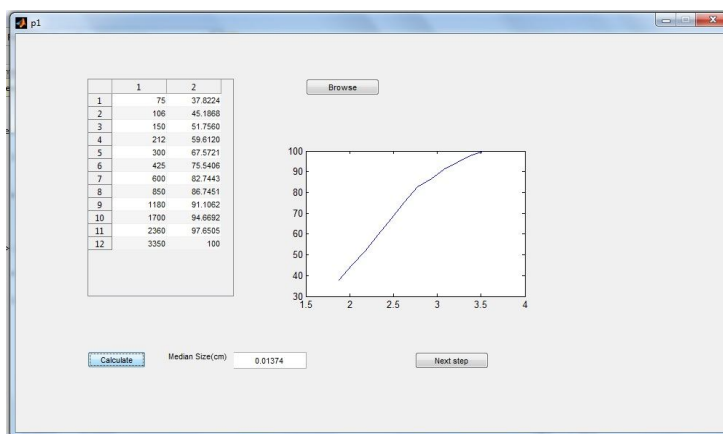 p1
Browse
1 2
1 75 37.8224
2 106 45.1868
3 150 51.7560
4 212 59.6120
5 300 67.5721
6 425 75.5406
7 600 82.7443
8 850 86.7451
9 1180 91.1062
10 1700 94.6692
11 2360 97.6505
12 3350 100
100
90
80
70
60
50
40
30
1.5 2 2.5 3 3.5 4
Calculate Median Size(cm) 0.01374 Next step